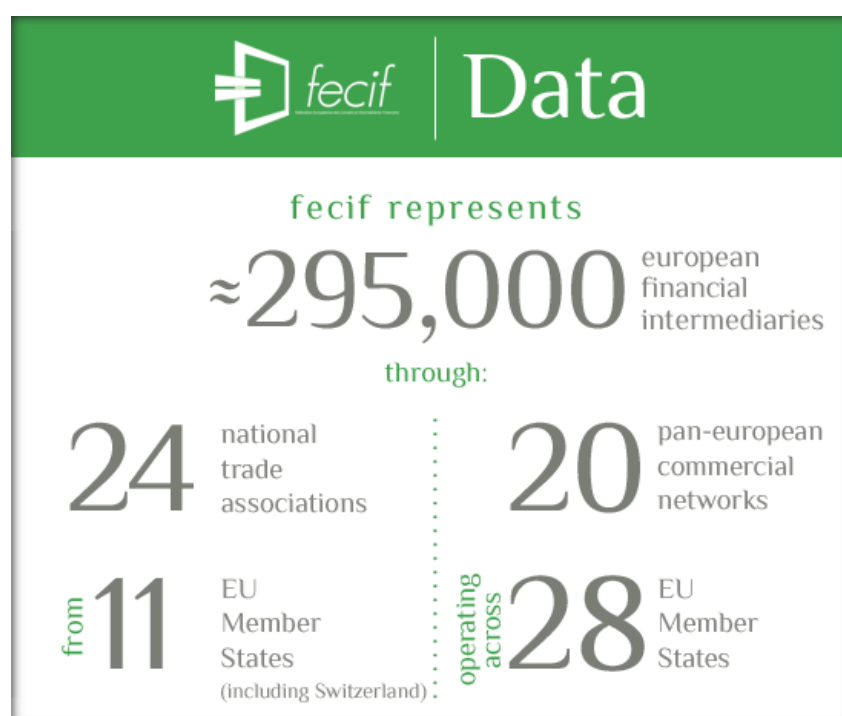 fecif
Data
fecif represents
≈295,000
european
financial
intermediaries
through:
24
national
trade
associations
from
11
EU
Member
States
(including Switzerland)
20
pan-european
commercial
networks
operating
across
28
EU
Member
States